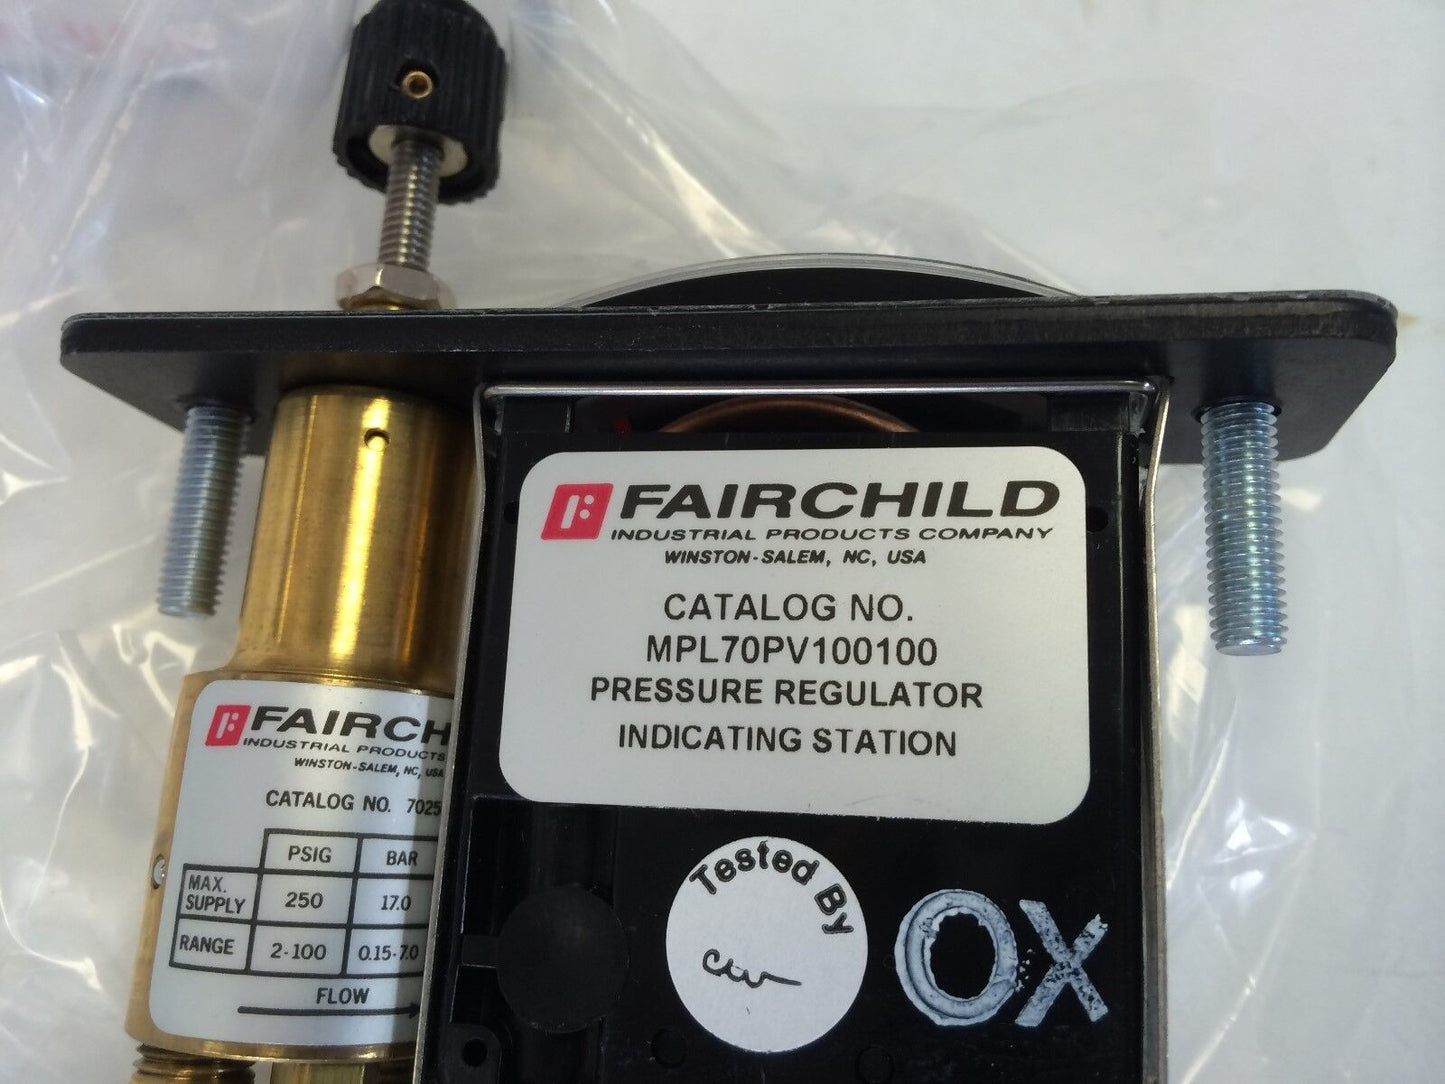 FAIRCHILD
INDUSTRIAL PRODUCTS COMPANY
WINSTON-SALEM, NC, USA
CATALOG NO.
MPL70PV100100
PRESSURE REGULATOR
INDICATING STATION
FAIRCH
INDUSTRIAL PRODUCTS
WINSTON-SALEM, NC, USA
CATALOG NO. 7025
PSIG BAR
MAX. SUPPLY 250 17.0
RANGE 2-100 0.15-7.0
FLOW
Tested By
OX